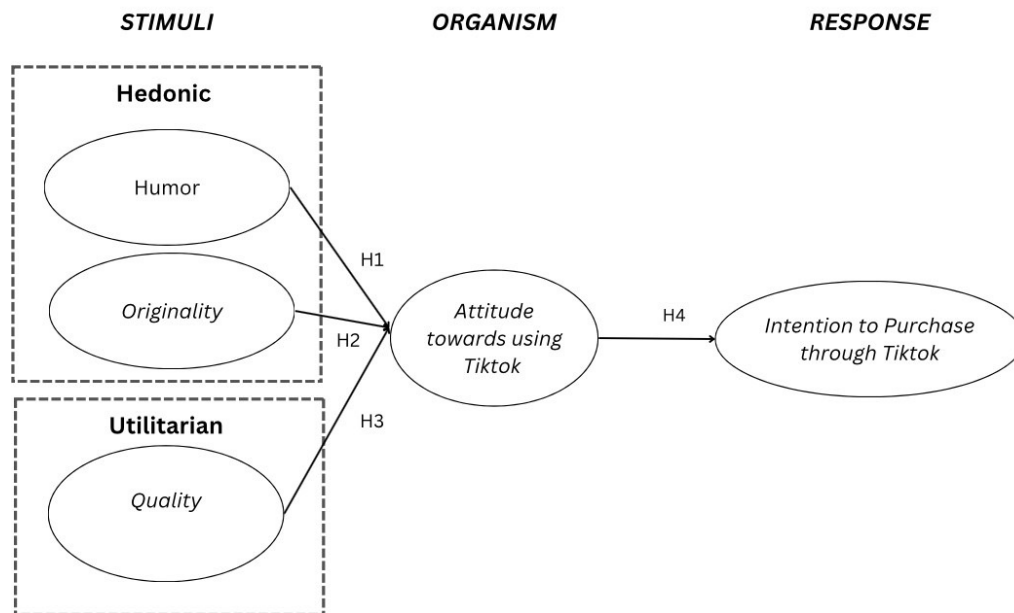 STIMULI
ORGANISM
RESPONSE
Hedonic
Humor
Originality
H1
H2
H3
Attitude
towards using
Tiktok
H4
Intention to Purchase
through Tiktok
Utilitarian
Quality